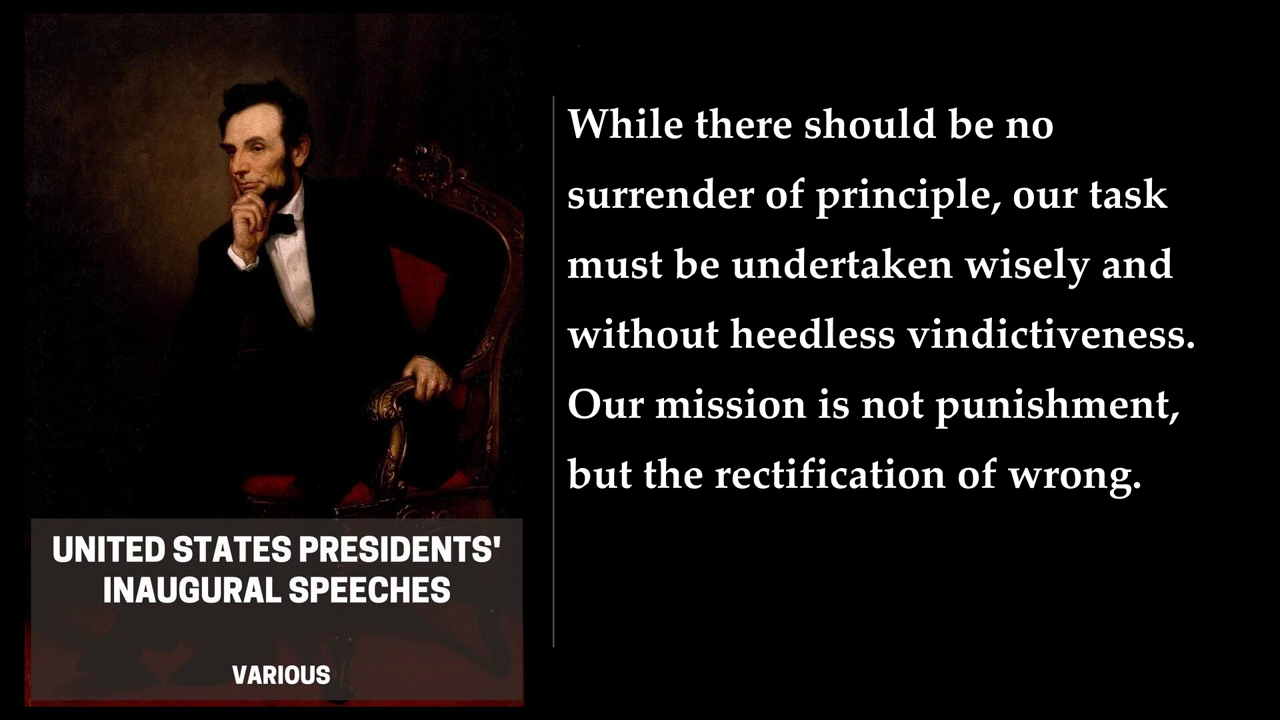 While there should be no
surrender of principle, our task
must be undertaken wisely and
without heedless vindictiveness.
Our mission is not punishment,
but the rectification of wrong.
UNITED STATES PRESIDENTS'
INAUGURAL SPEECHES
VARIOUS